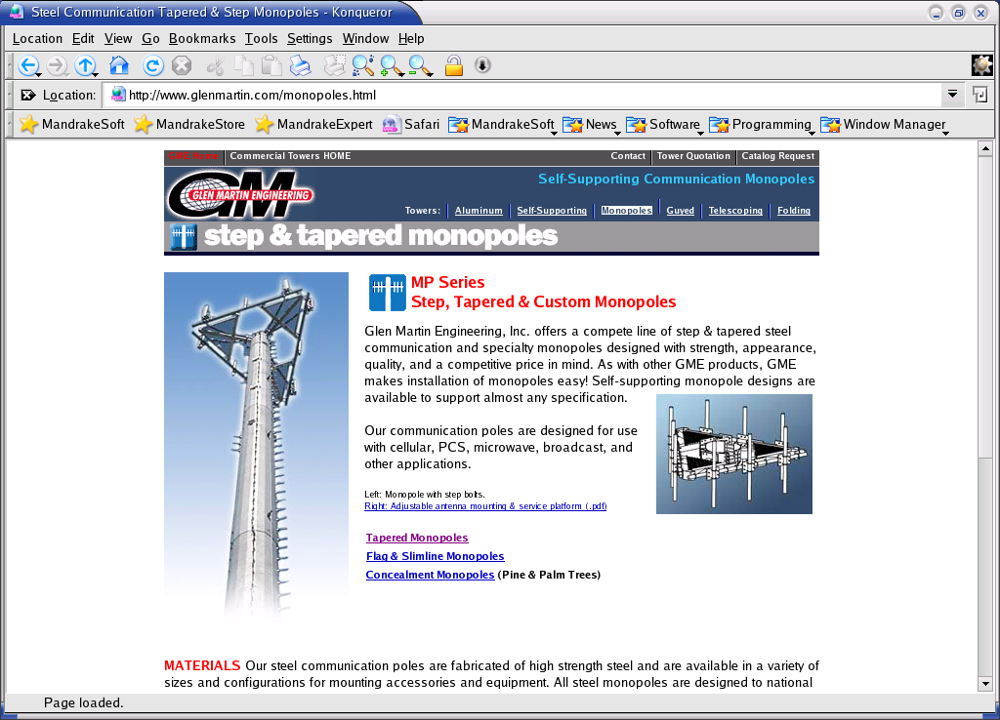 Steel Communication Tapered & Step Monopoles - Konqueror
Location Edit View Go Bookmarks Tools Settings Window Help
Location: http://www.glenmartin.com/monopoles.html
MandrakeSoft MandrakeStore MandrakeExpert Safari MandrakeSoft News Software Programming Window Manager
GME Home Commercial Towers HOME Contact Tower Quotation Catalog Request
GM
GLEN MARTIN ENGINEERING
Self-Supporting Communication Monopoles
Towers: Aluminum Self-Supporting Monopoles Guyed Telescoping Folding
step & tapered monopoles
MP Series
Step, Tapered & Custom Monopoles
Glen Martin Engineering, Inc. offers a compete line of step & tapered steel
communication and specialty monopoles designed with strength, appearance,
quality, and a competitive price in mind. As with other GME products, GME
makes installation of monopoles easy! Self-supporting monopole designs are
available to support almost any specification.
Our communication poles are designed for use
with cellular, PCS, microwave, broadcast, and
other applications.
Left: Monopole with step bolts.
Right: Adjustable antenna mounting & service platform (.pdf)
Tapered Monopoles
Flag & Slimline Monopoles
Concealment Monopoles (Pine & Palm Trees)
MATERIALS Our steel communication poles are fabricated of high strength steel and are available in a variety of
sizes and configurations for mounting accessories and equipment. All steel monopoles are designed to national
Page loaded.